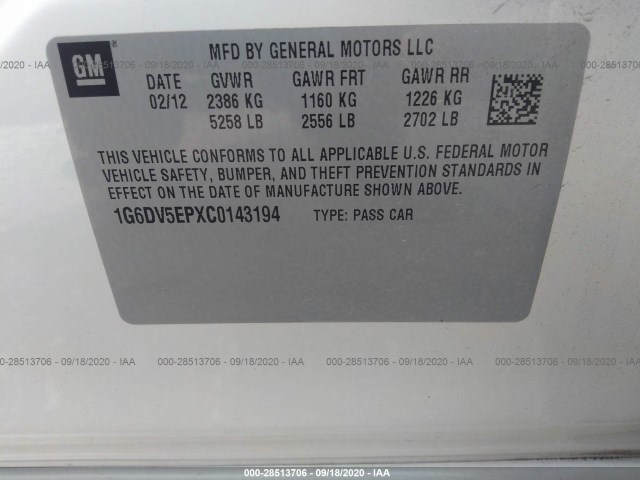 000-28513706 - 09/18/2020 - IAA
GM
MFD BY GENERAL MOTORS LLC
DATE GVWR GAWR FRT GAWR RR
02/12 2386 KG 1160 KG 1226 KG
5258 LB 2556 LB 2702 LB
THIS VEHICLE CONFORMS TO ALL APPLICABLE U.S. FEDERAL MOTOR
VEHICLE SAFETY, BUMPER, AND THEFT PREVENTION STANDARDS IN
EFFECT ON THE DATE OF MANUFACTURE SHOWN ABOVE.
1G6DV5EPXC0143194 TYPE: PASS CAR
000-28513706 - 09/18/2020 - IAA
000-28513706 - 09/18/2020 - IAA
000-28513706 - 09/18/2020 - IAA
000-28513706 - 09/18/2020 - IAA